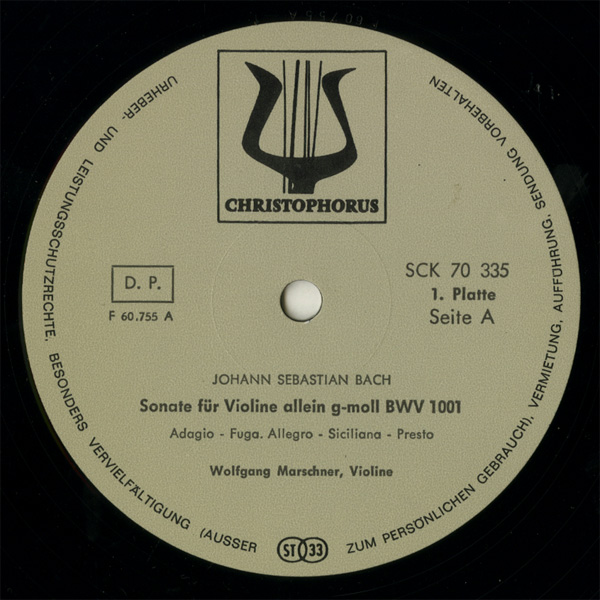 CHRISTOPHORUS
D. P.
F 60.755 A
SCK 70 335
1. Platte
Seite A
JOHANN SEBASTIAN BACH
Sonate für Violine allein g-moll BWV 1001
Adagio - Fuga. Allegro - Siciliana - Presto
Wolfgang Marschner, Violine
URHEBER- UND LEISTUNGSSCHUTZRECHTE, BESONDERS VERVIELFÄLTIGUNG (AUSSER ZUM PERSÖNLICHEN GEBRAUCH), VERMIETUNG, AUFFÜHRUNG, SENDUNG VORBEHALTEN
ST 33